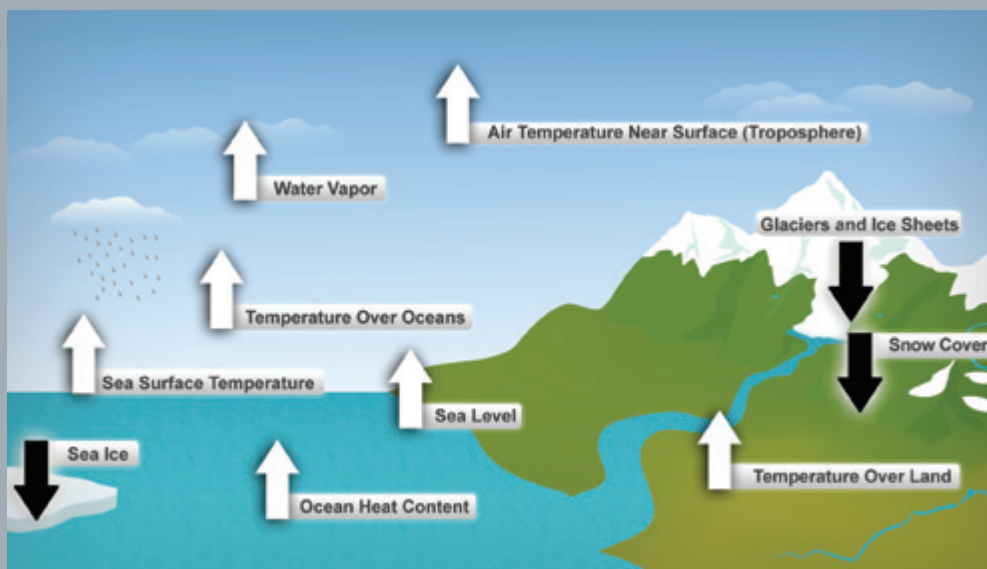 Air Temperature Near Surface (Troposphere)
Water Vapor
Glaciers and Ice Sheets
Temperature Over Oceans
Snow Cover
Sea Surface Temperature
Sea Level
Sea Ice
Temperature Over Land
Ocean Heat Content